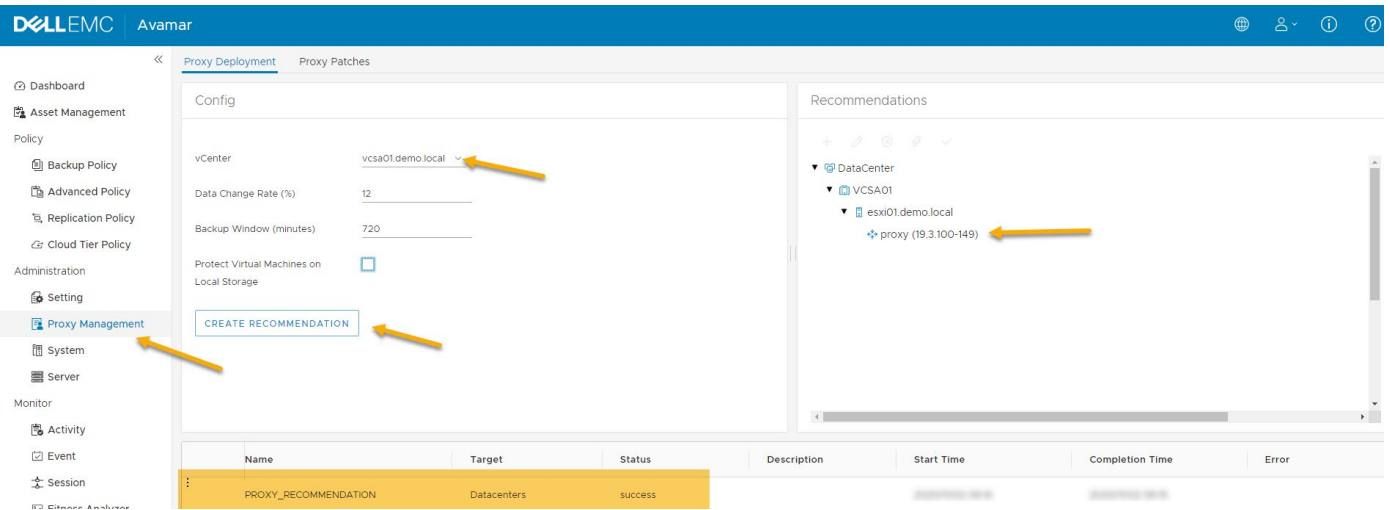 DELLEMC Avamar
Proxy Deployment Proxy Patches
Dashboard
Asset Management
Policy
Backup Policy
Advanced Policy
Replication Policy
Cloud Tier Policy
Administration
Setting
Proxy Management
System
Server
Monitor
Activity
Event
Session
Fitness Analyzer
Config
vCenter vcsa01.demo.local
Data Change Rate (%) 12
Backup Window (minutes) 720
Protect Virtual Machines on
Local Storage
CREATE RECOMMENDATION
Recommendations
DataCenter
VCSA01
esxi01.demo.local
proxy (19.3.100-149)
Name Target Status Description Start Time Completion Time Error
PROXY_RECOMMENDATION Datacenters success